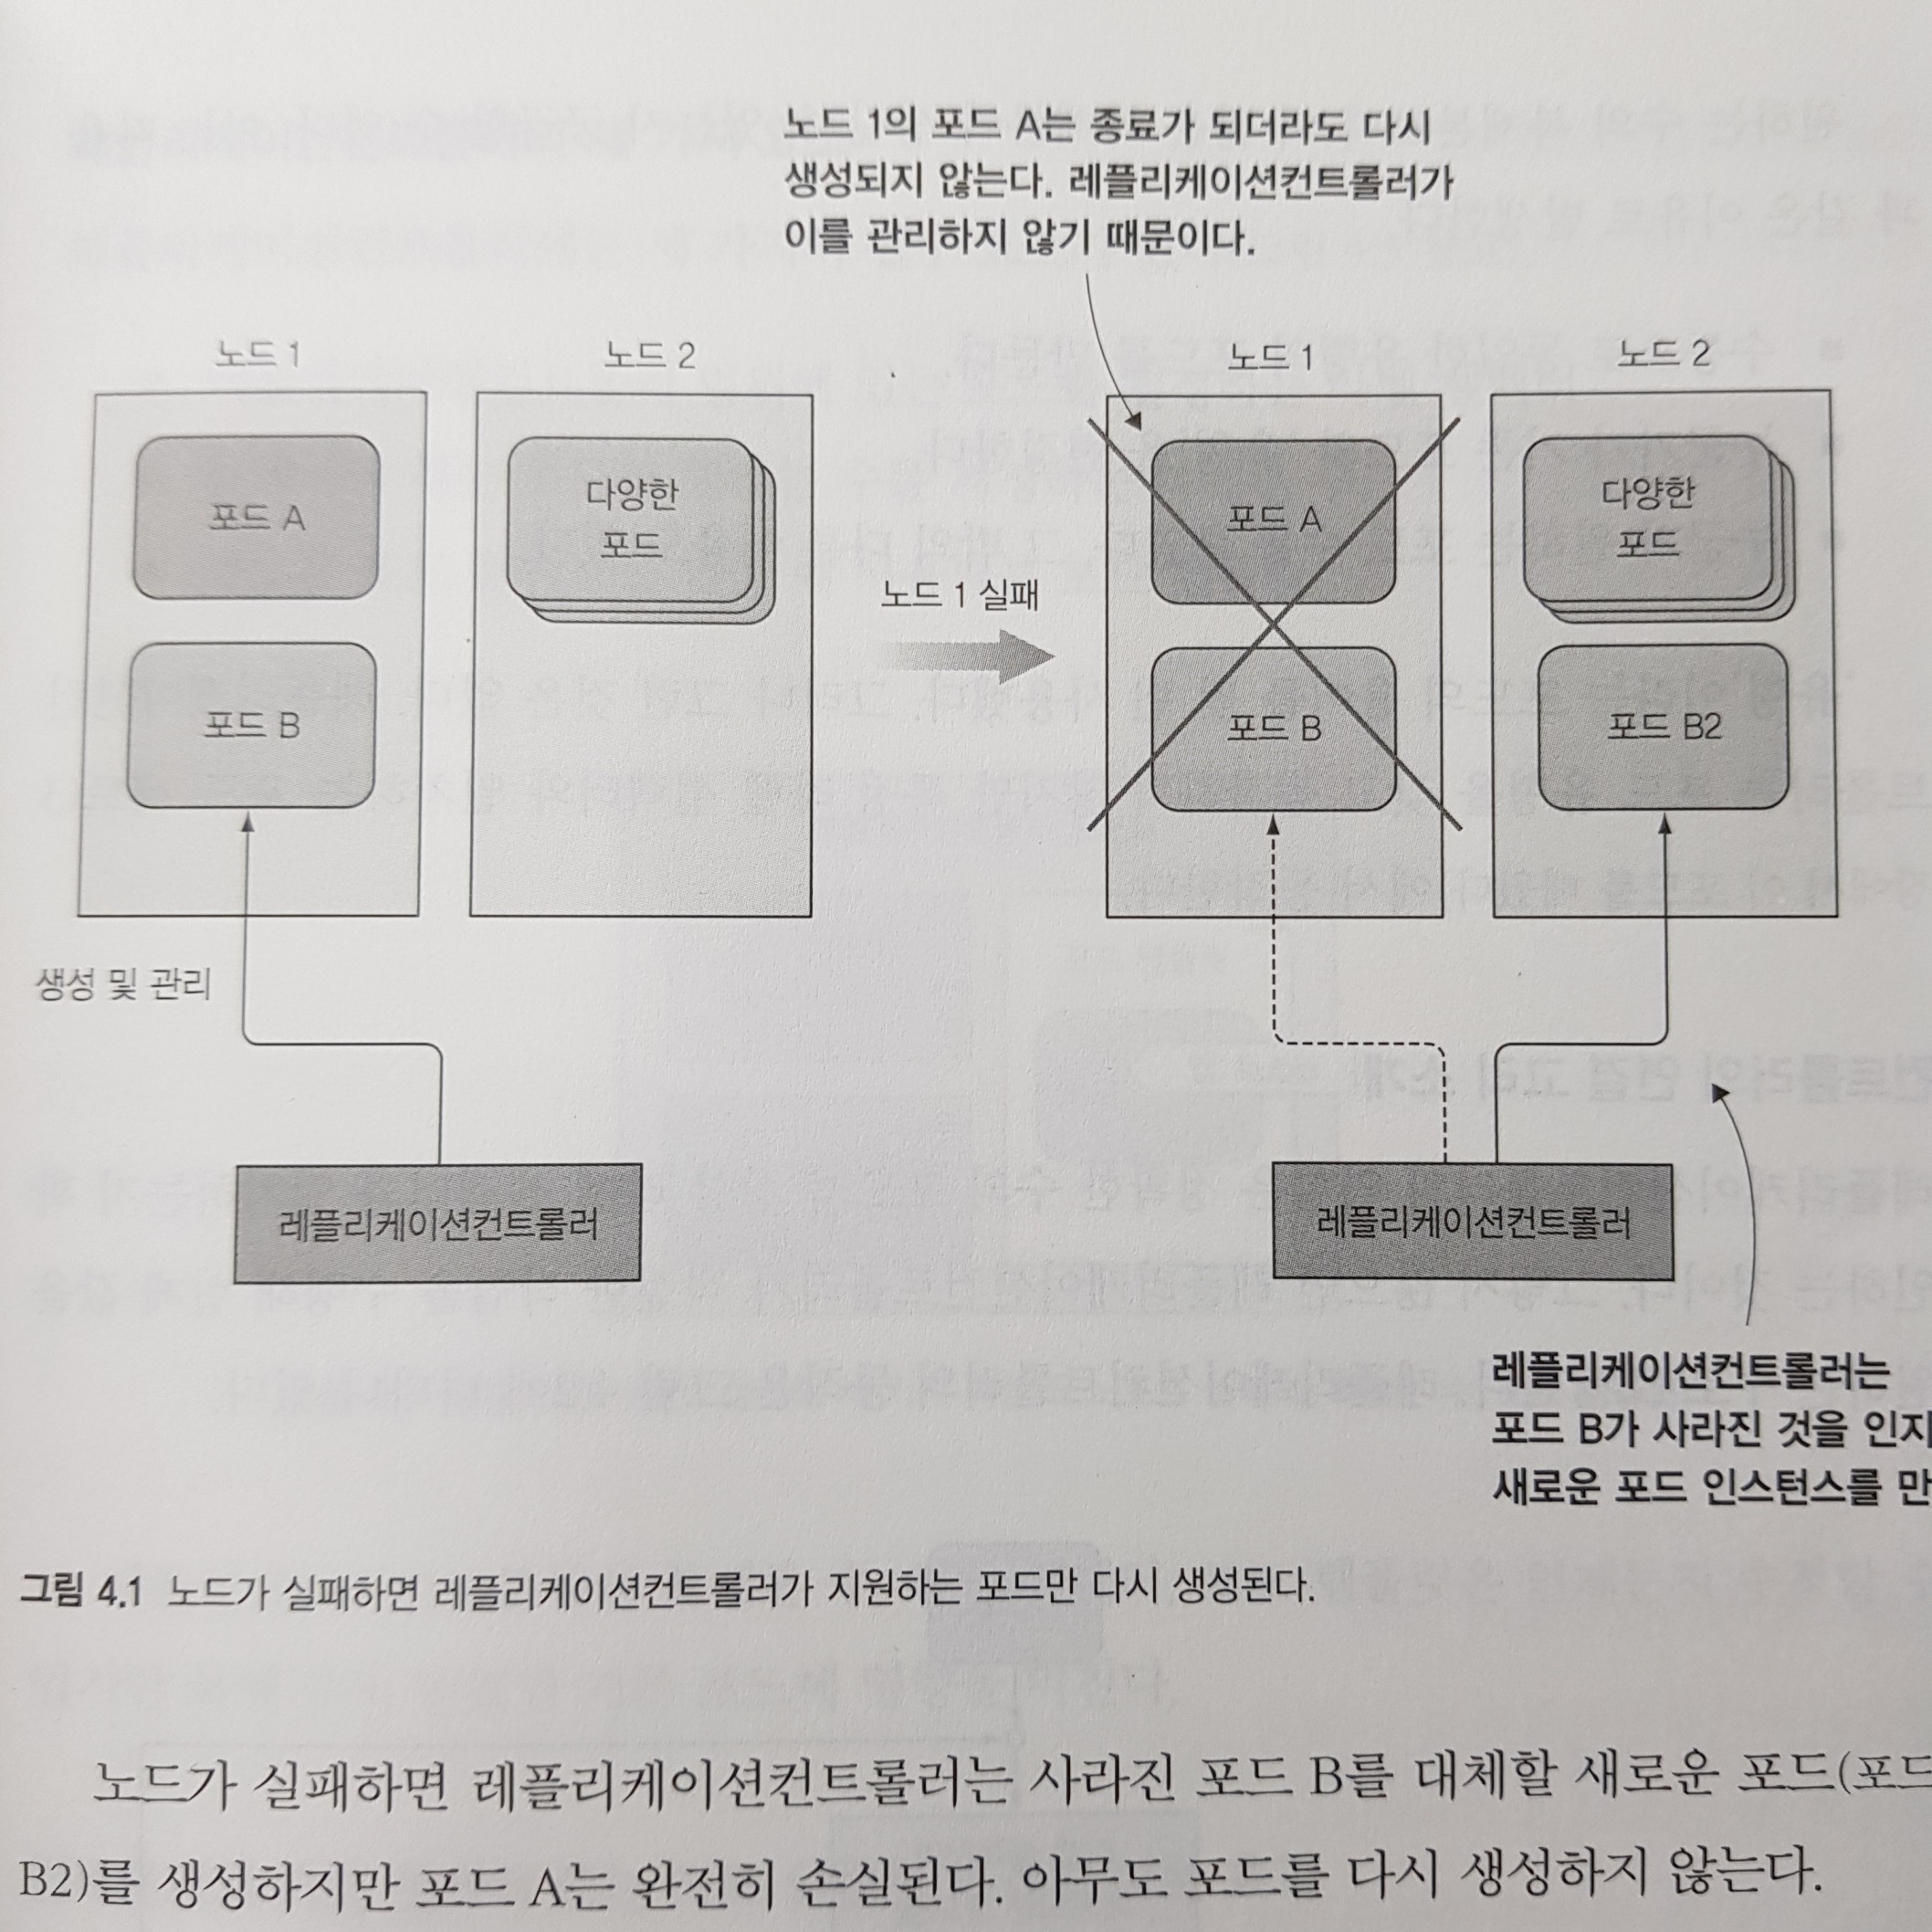 노드 1의 포드 A는 종료가 되더라도 다시
생성되지 않는다. 레플리케이션컨트롤러가
이를 관리하지 않기 때문이다.
노드 1
노드 2
노드 1
노드 2
포드 A
다양한
포드
포드 A
다양한
포드
노드 1 실패
포드 B
포드 B
포드 B2
생성 및 관리
레플리케이션컨트롤러
레플리케이션컨트롤러
레플리케이션컨트롤러는
포드 B가 사라진 것을 인지
새로운 포드 인스턴스를 만
그림 4.1 노드가 실패하면 레플리케이션컨트롤러가 지원하는 포드만 다시 생성된다.
노드가 실패하면 레플리케이션컨트롤러는 사라진 포드 B를 대체할 새로운 포드(포드
B2)를 생성하지만 포드 A는 완전히 손실된다. 아무도 포드를 다시 생성하지 않는다.